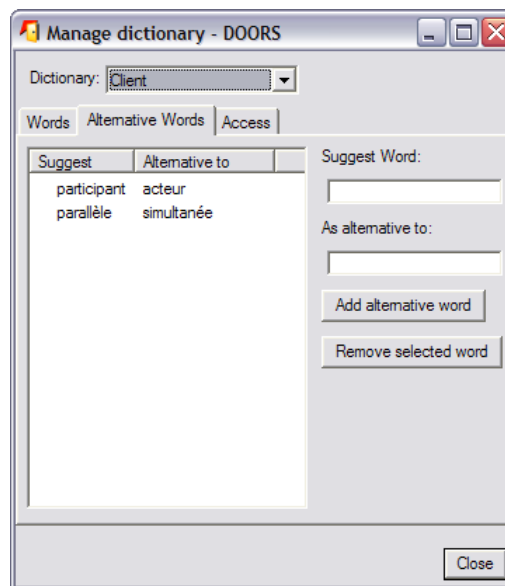 Manage dictionary - DOORS
Dictionary: Client
Words Alternative Words Access
Suggest Alternative to
participant acteur
parallèle simultanée
Suggest Word:
As alternative to:
Add alternative word
Remove selected word
Close